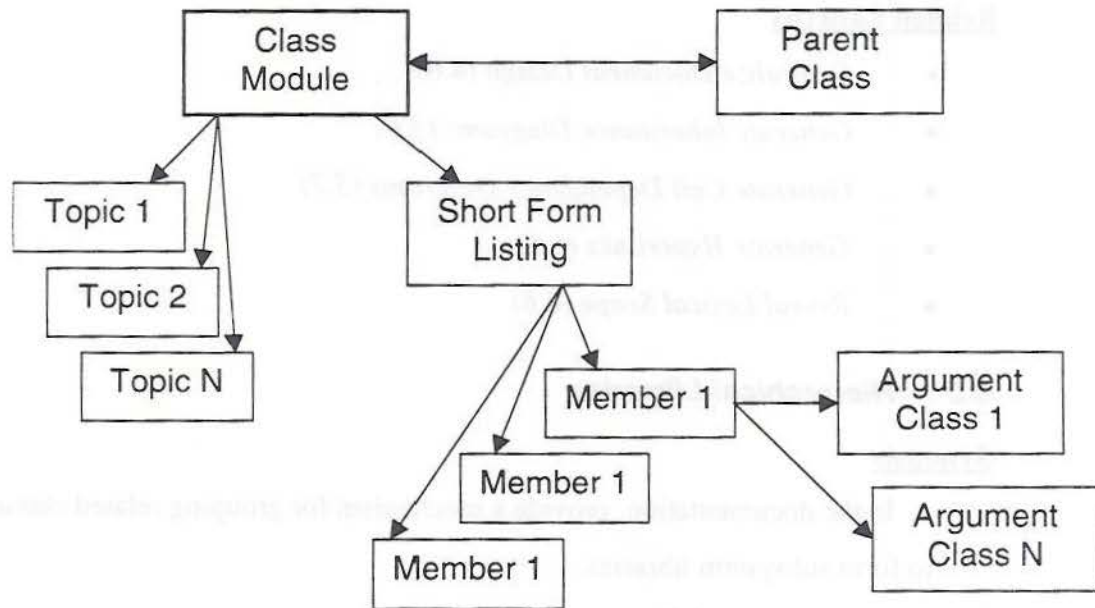 Class
Module
Parent
Class
Topic 1
Topic 2
Topic N
Short Form
Listing
Member 1
Member 1
Member 1
Argument
Class 1
Argument
Class N